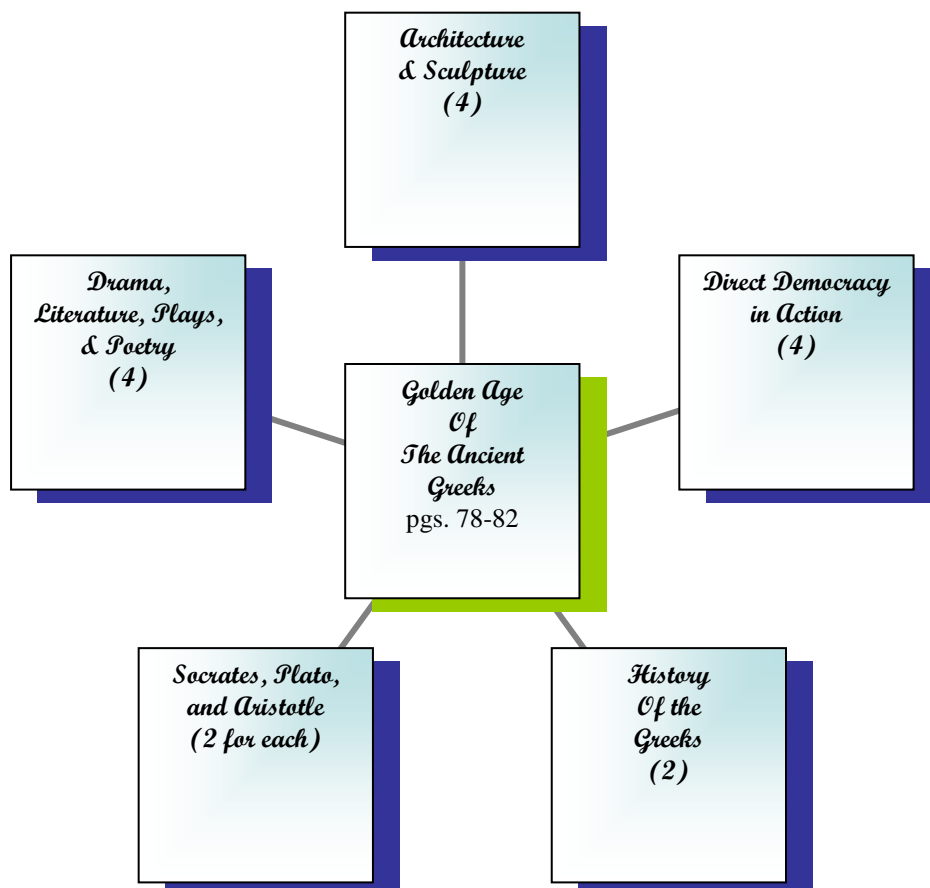 Architecture
& Sculpture
(4)
Drama,
Literature, Plays,
& Poetry
(4)
Direct Democracy
in Action
(4)
Golden Age
Of
The Ancient
Greeks
pgs. 78-82
Socrates, Plato,
and Aristotle
(2 for each)
History
Of the
Greeks
(2)